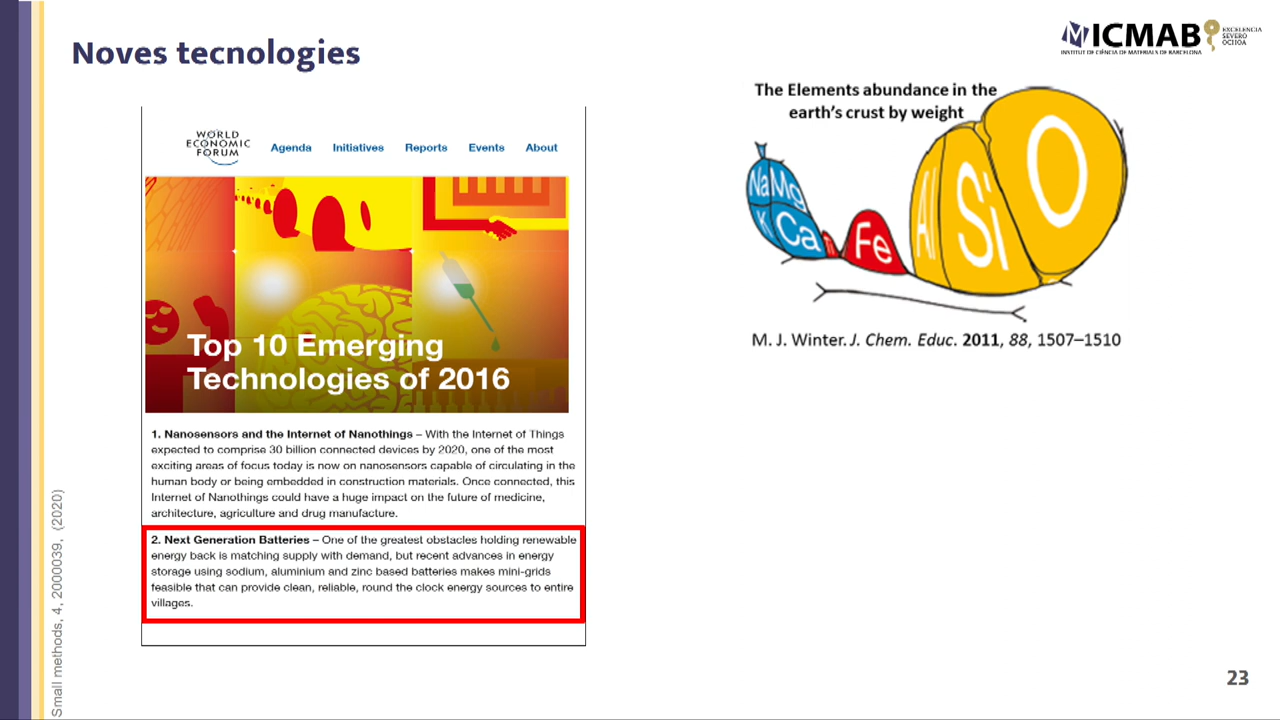 Noves tecnologies
MICMAB
EXCELENCIA
SEVERO
OCHOA
INSTITUT DE CIÈNCIA DE MATERIALS DE BARCELONA
WORLD
ECONOMIC
FORUM
Agenda Initiatives Reports Events About
Top 10 Emerging
Technologies of 2016
1. Nanosensors and the Internet of Nanothings – With the Internet of Things
expected to comprise 30 billion connected devices by 2020, one of the most
exciting areas of focus today is now on nanosensors capable of circulating in the
human body or being embedded in construction materials. Once connected, this
Internet of Nanothings could have a huge impact on the future of medicine,
architecture, agriculture and drug manufacture.
2. Next Generation Batteries – One of the greatest obstacles holding renewable
energy back is matching supply with demand, but recent advances in energy
storage using sodium, aluminium and zinc based batteries makes mini-grids
feasible that can provide clean, reliable, round the clock energy sources to entire
villages.
The Elements abundance in the
earth's crust by weight
Na Mg
K Ca
Ti
Fe
Al
Si
O
M. J. Winter. J. Chem. Educ. 2011, 88, 1507–1510
Small methods, 4, 2000039, (2020)
23